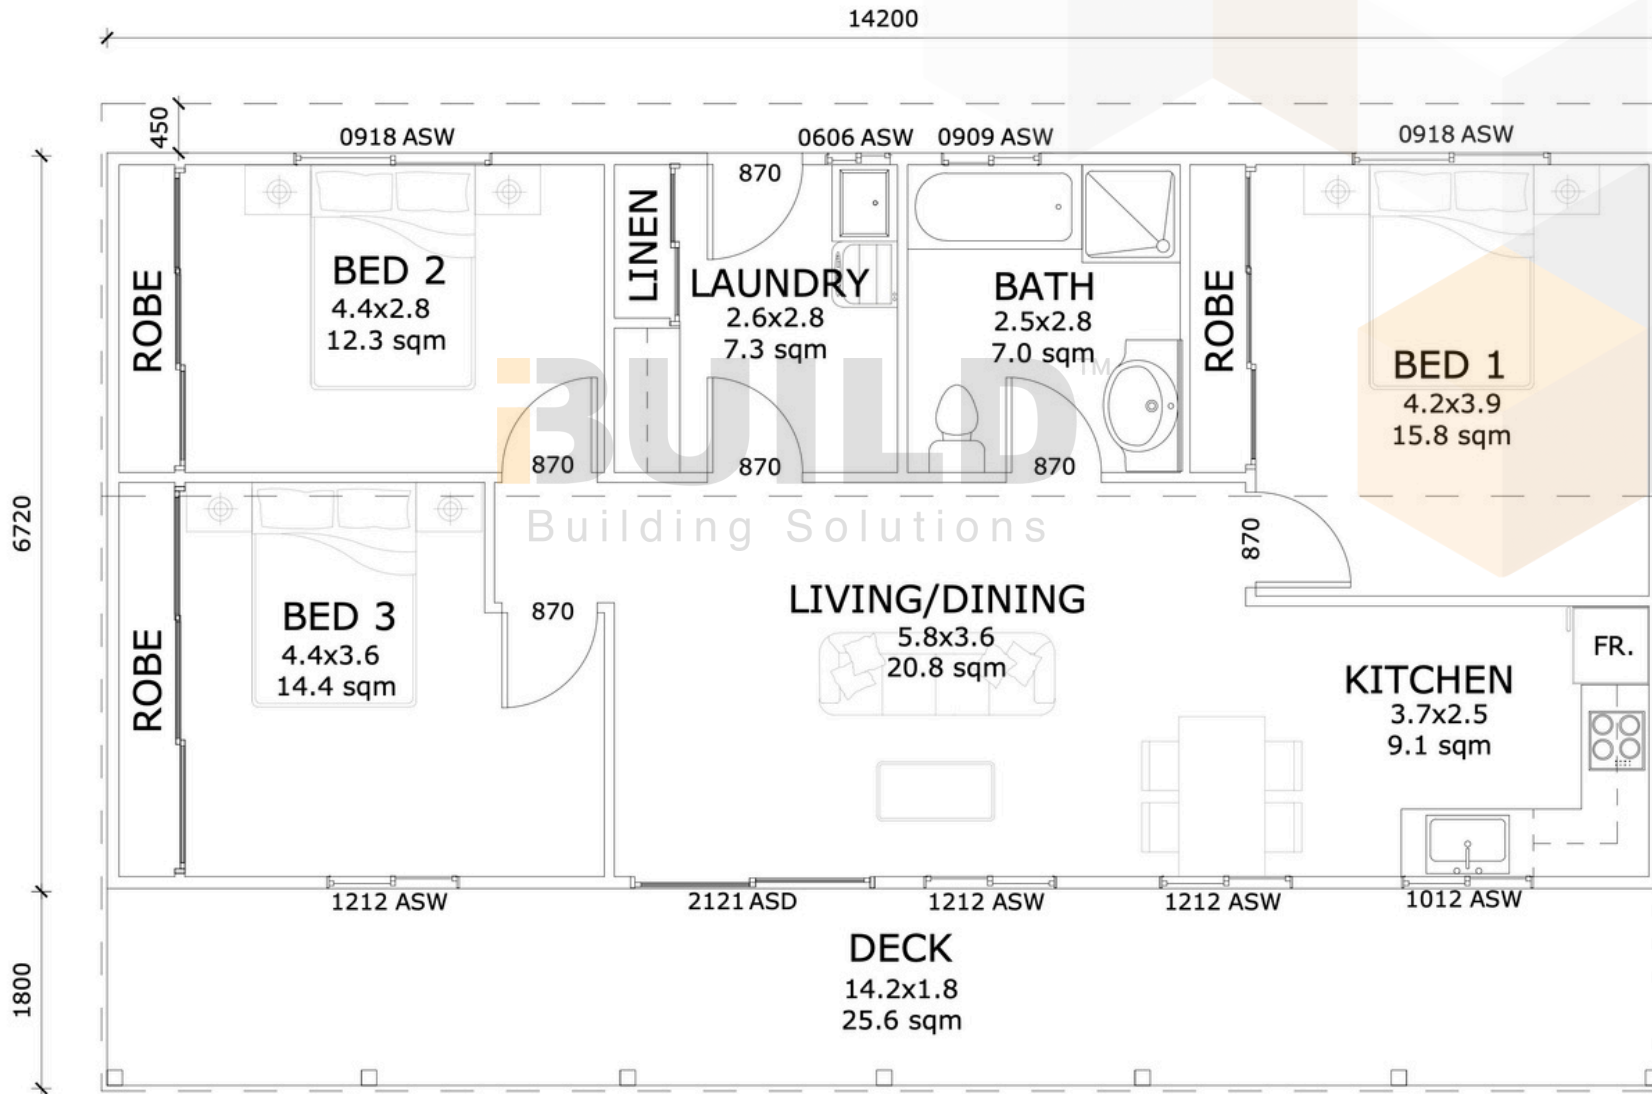 14200
450
0918 ASW
0606 ASW
0909 ASW
0918 ASW
870
ROBE
BED 2
4.4x2.8
12.3 sqm
LINEN
LAUNDRY
2.6x2.8
7.3 sqm
BATH
2.5x2.8
7.0 sqm
ROBE
BED 1
4.2x3.9
15.8 sqm
iBUILD™
Building Solutions
870
870
870
870
6720
ROBE
BED 3
4.4x3.6
14.4 sqm
870
LIVING/DINING
5.8x3.6
20.8 sqm
KITCHEN
3.7x2.5
9.1 sqm
FR.
1212 ASW
2121 ASD
1212 ASW
1212 ASW
1012 ASW
1800
DECK
14.2x1.8
25.6 sqm